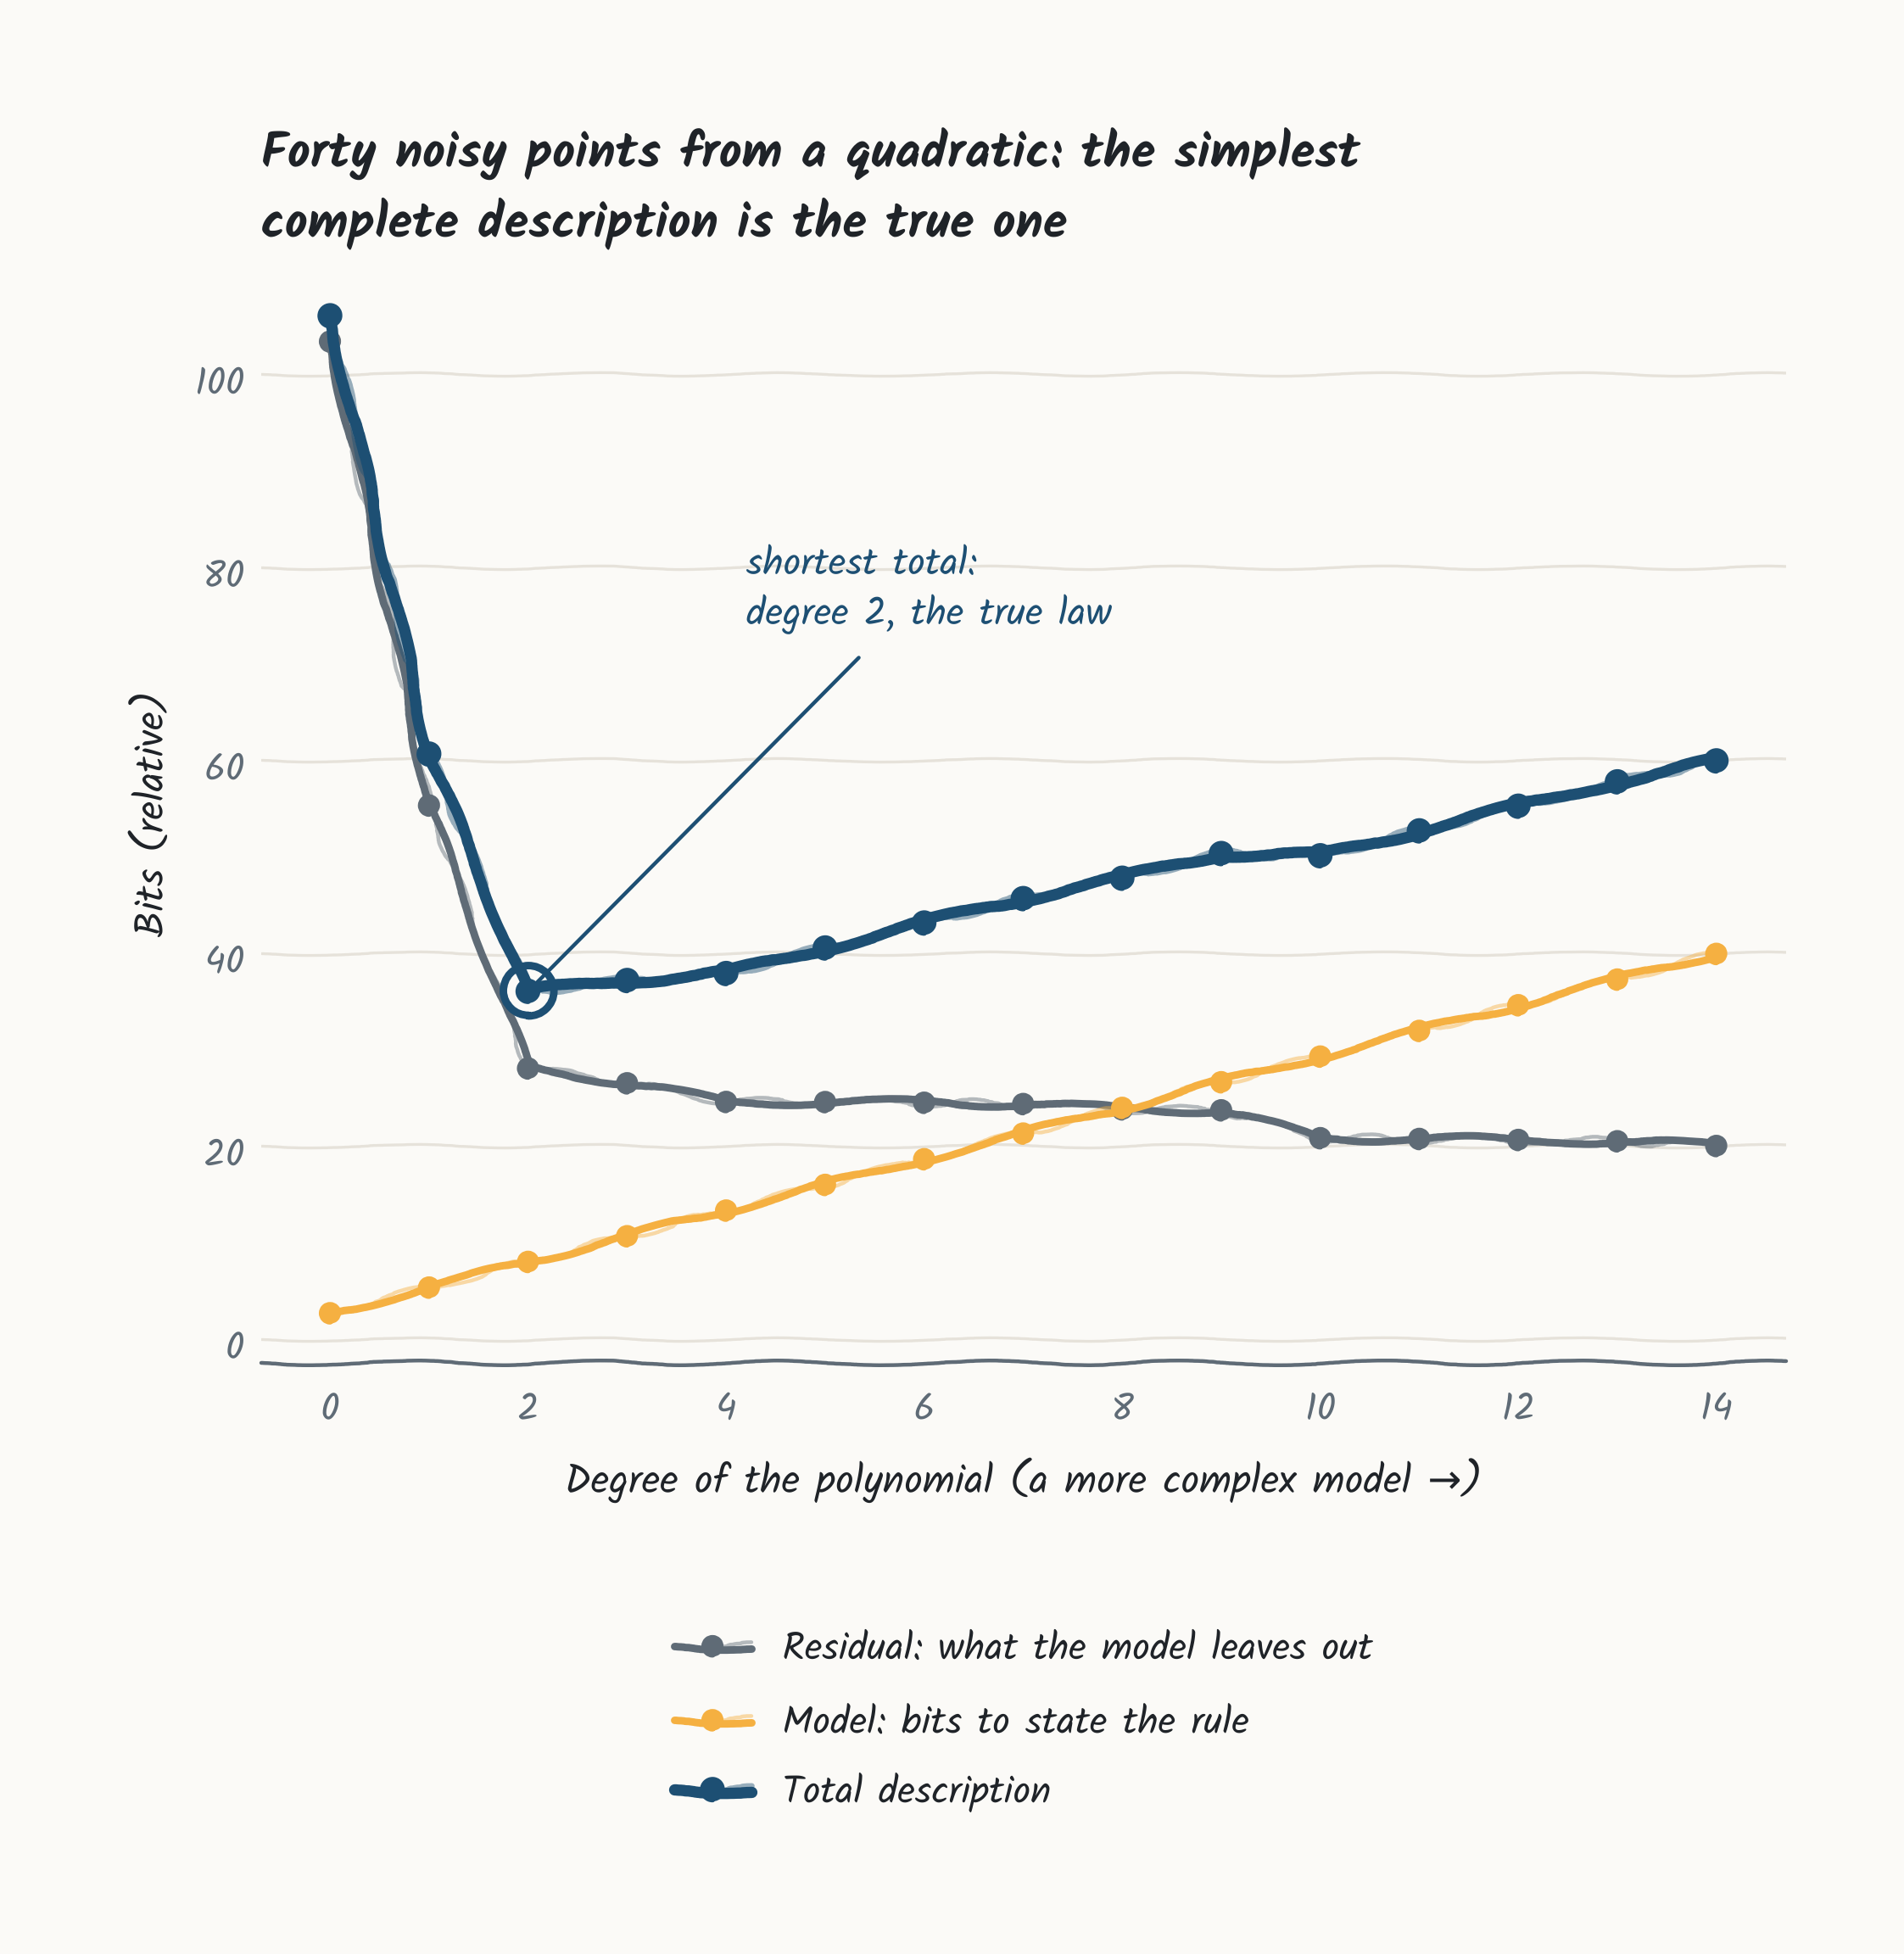 Forty noisy points from a quadratic: the simplest
complete description is the true one
100
80
60
40
20
0
Bits (relative)
shortest total:
degree 2, the true law
0 2 4 6 8 10 12 14
Degree of the polynomial (a more complex model →)
Residual: what the model leaves out
Model: bits to state the rule
Total description